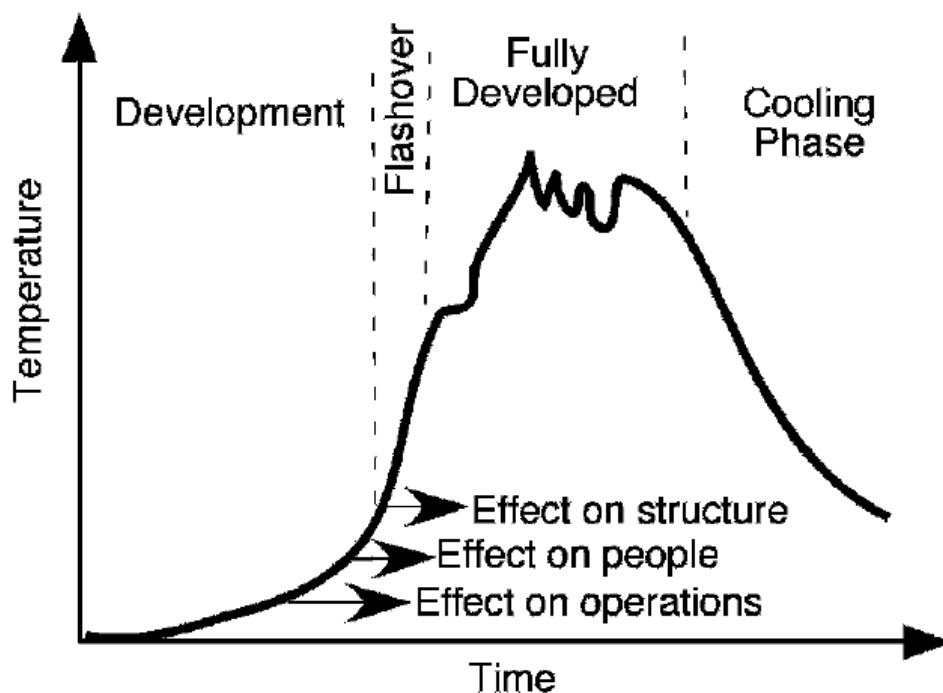 Development
Flashover
Fully
Developed
Cooling
Phase
Temperature
Effect on structure
Effect on people
Effect on operations
Time